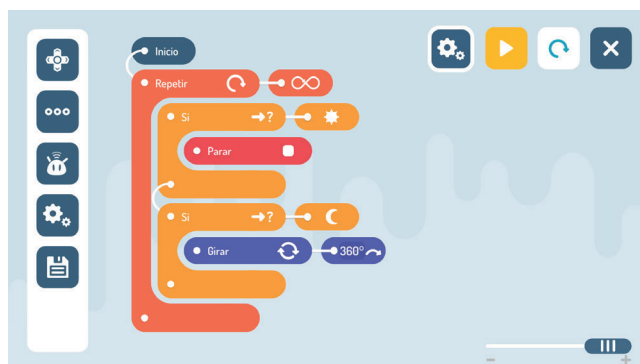 Inicio
Repetir
Si →?
Parar
Si →?
Girar 360°
- +